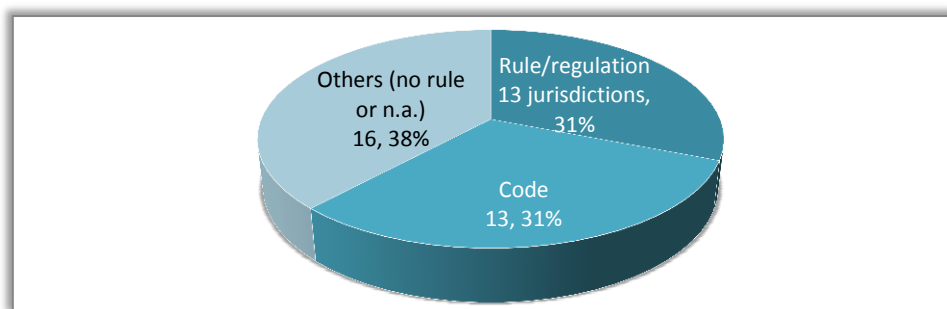 Others (no rule
or n.a.)
16, 38%
Rule/regulation
13 jurisdictions,
31%
Code
13, 31%